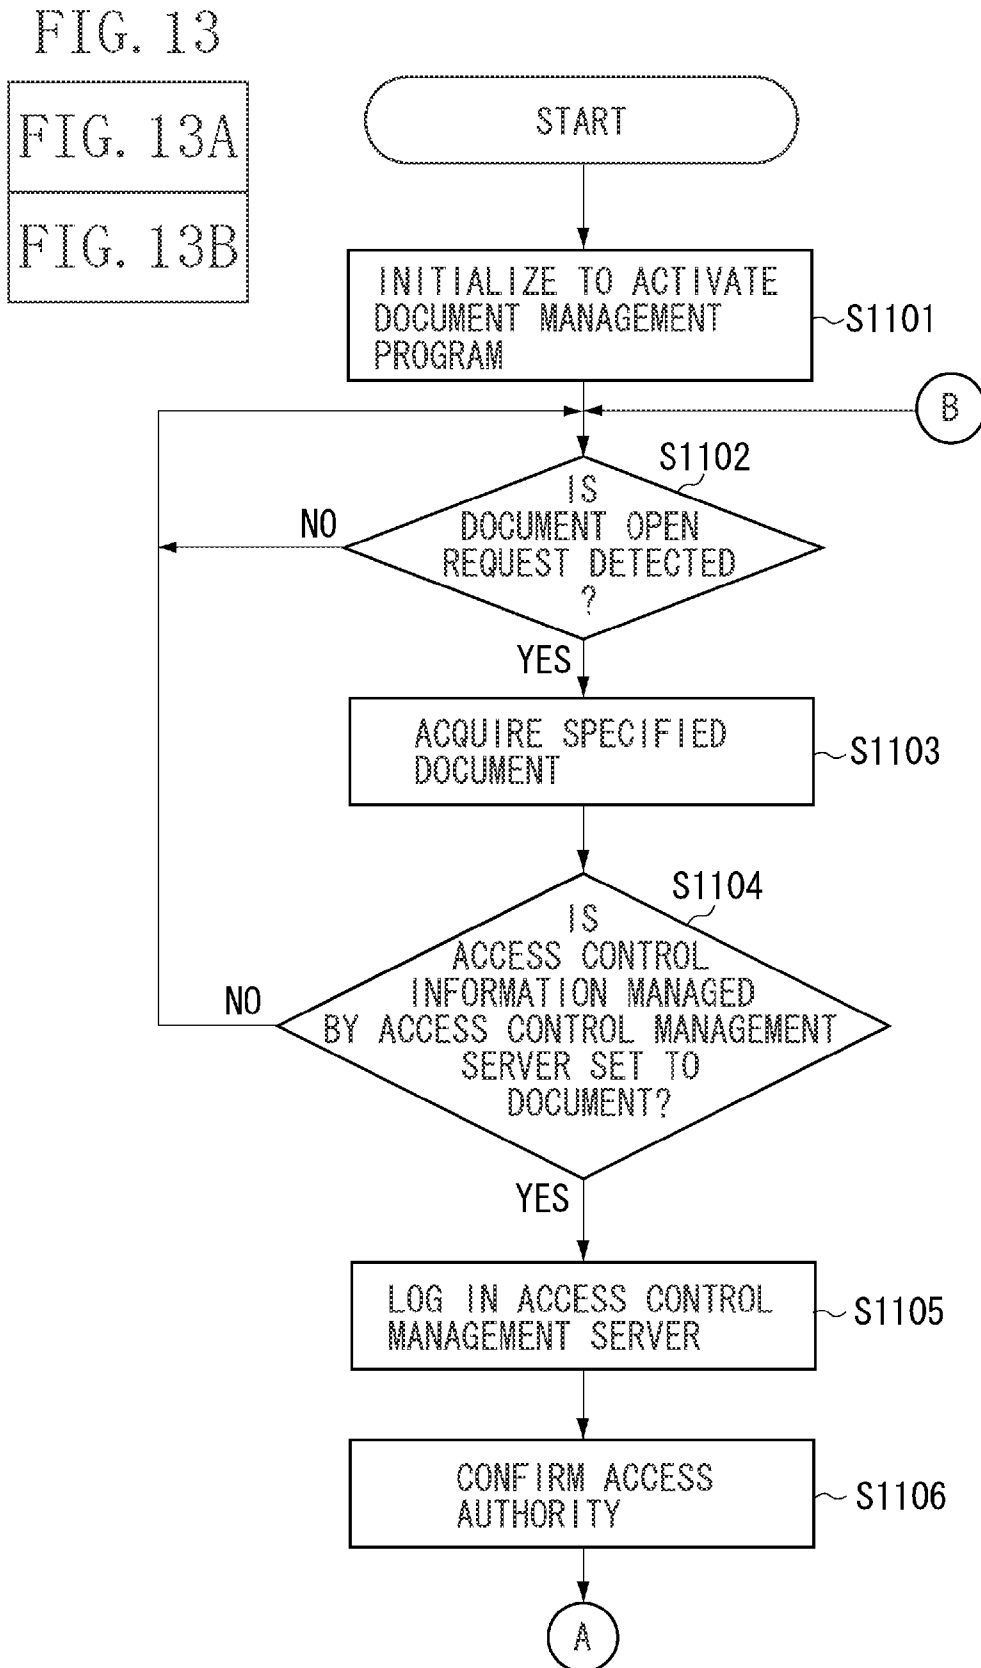 FIG. 13
FIG. 13A
FIG. 13B
START
INITIALIZE TO ACTIVATE
DOCUMENT MANAGEMENT
PROGRAM
S1101
B
S1102
IS
DOCUMENT OPEN
REQUEST DETECTED
?
NO
YES
ACQUIRE SPECIFIED
DOCUMENT
S1103
S1104
IS
ACCESS CONTROL
INFORMATION MANAGED
BY ACCESS CONTROL MANAGEMENT
SERVER SET TO
DOCUMENT?
NO
YES
LOG IN ACCESS CONTROL
MANAGEMENT SERVER
S1105
CONFIRM ACCESS
AUTHORITY
S1106
A